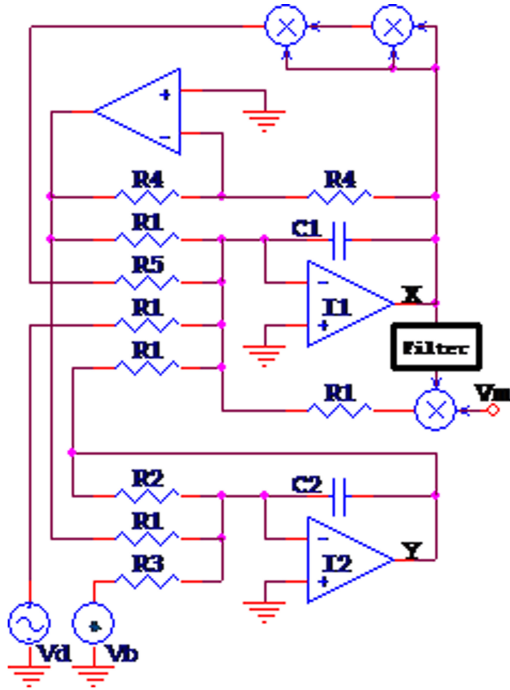 +
−
R4 R4
R1 C1
R5
− X
I1
R1 +
Filter
R1
R1 Vm
R2 C2
R1
− Y
I2
R3 +
Vd Vb